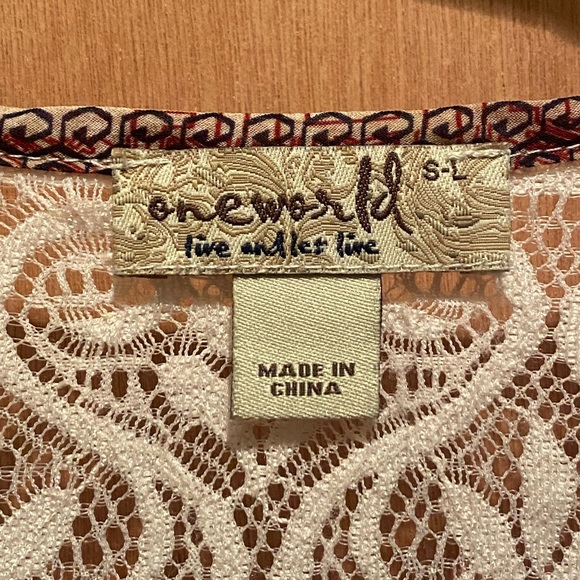 oneworld S-L
live and let live
MADE IN
CHINA